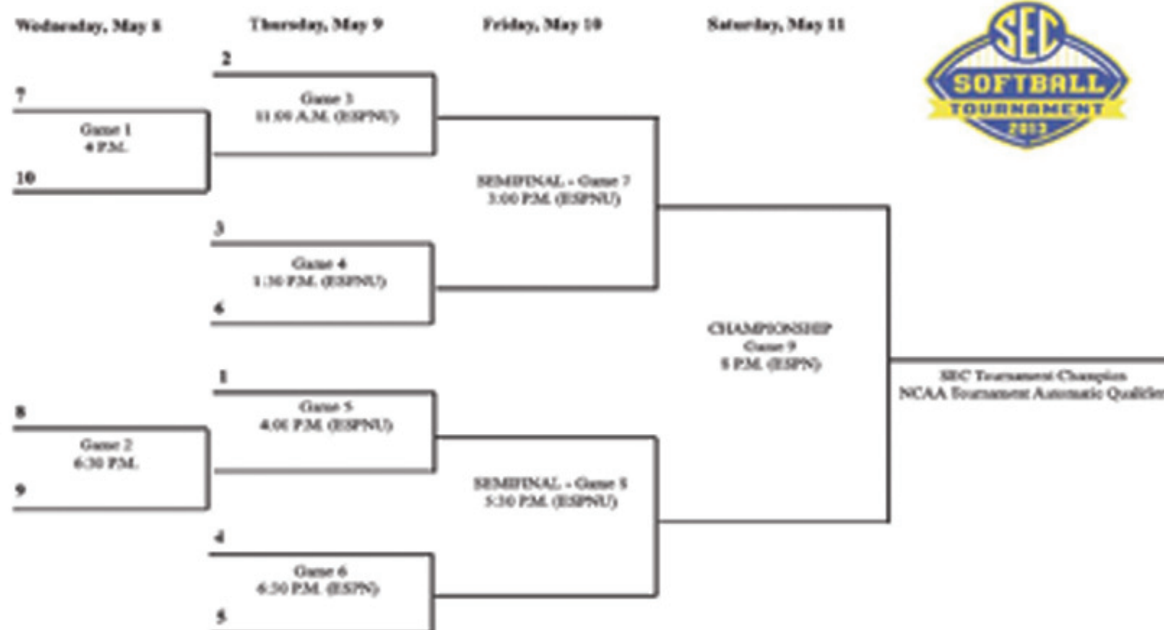 Wednesday, May 8
Thursday, May 9
Friday, May 10
Saturday, May 11
SEC
SOFTBALL
TOURNAMENT
2013
7
Game 1
4 P.M.
10
8
Game 2
6:30 P.M.
9
2
Game 3
11:00 A.M. (ESPNU)
3
Game 4
1:30 P.M. (ESPNU)
6
1
Game 5
4:00 P.M. (ESPNU)
4
Game 6
6:30 P.M. (ESPN)
5
SEMIFINAL - Game 7
3:00 P.M. (ESPNU)
SEMIFINAL - Game 8
5:30 P.M. (ESPNU)
CHAMPIONSHIP
Game 9
8 P.M. (ESPN)
SEC Tournament Champion
NCAA Tournament Automatic Qualifier